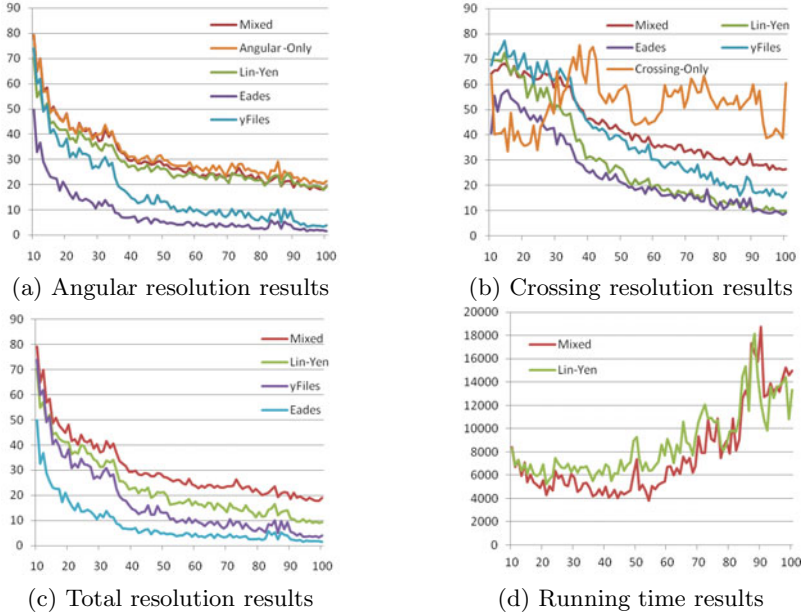 90
80
70
60
50
40
30
20
10
0
10 20 30 40 50 60 70 80 90 100
Mixed
Angular-Only
Lin-Yen
Eades
yFiles
(a) Angular resolution results
90
80
70
60
50
40
30
20
10
0
10 20 30 40 50 60 70 80 90 100
Mixed
Lin-Yen
Eades
yFiles
Crossing-Only
(b) Crossing resolution results
90
80
70
60
50
40
30
20
10
0
10 20 30 40 50 60 70 80 90 100
Mixed
Lin-Yen
yFiles
Eades
(c) Total resolution results
20000
18000
16000
14000
12000
10000
8000
6000
4000
2000
0
10 20 30 40 50 60 70 80 90 100
Mixed
Lin-Yen
(d) Running time results